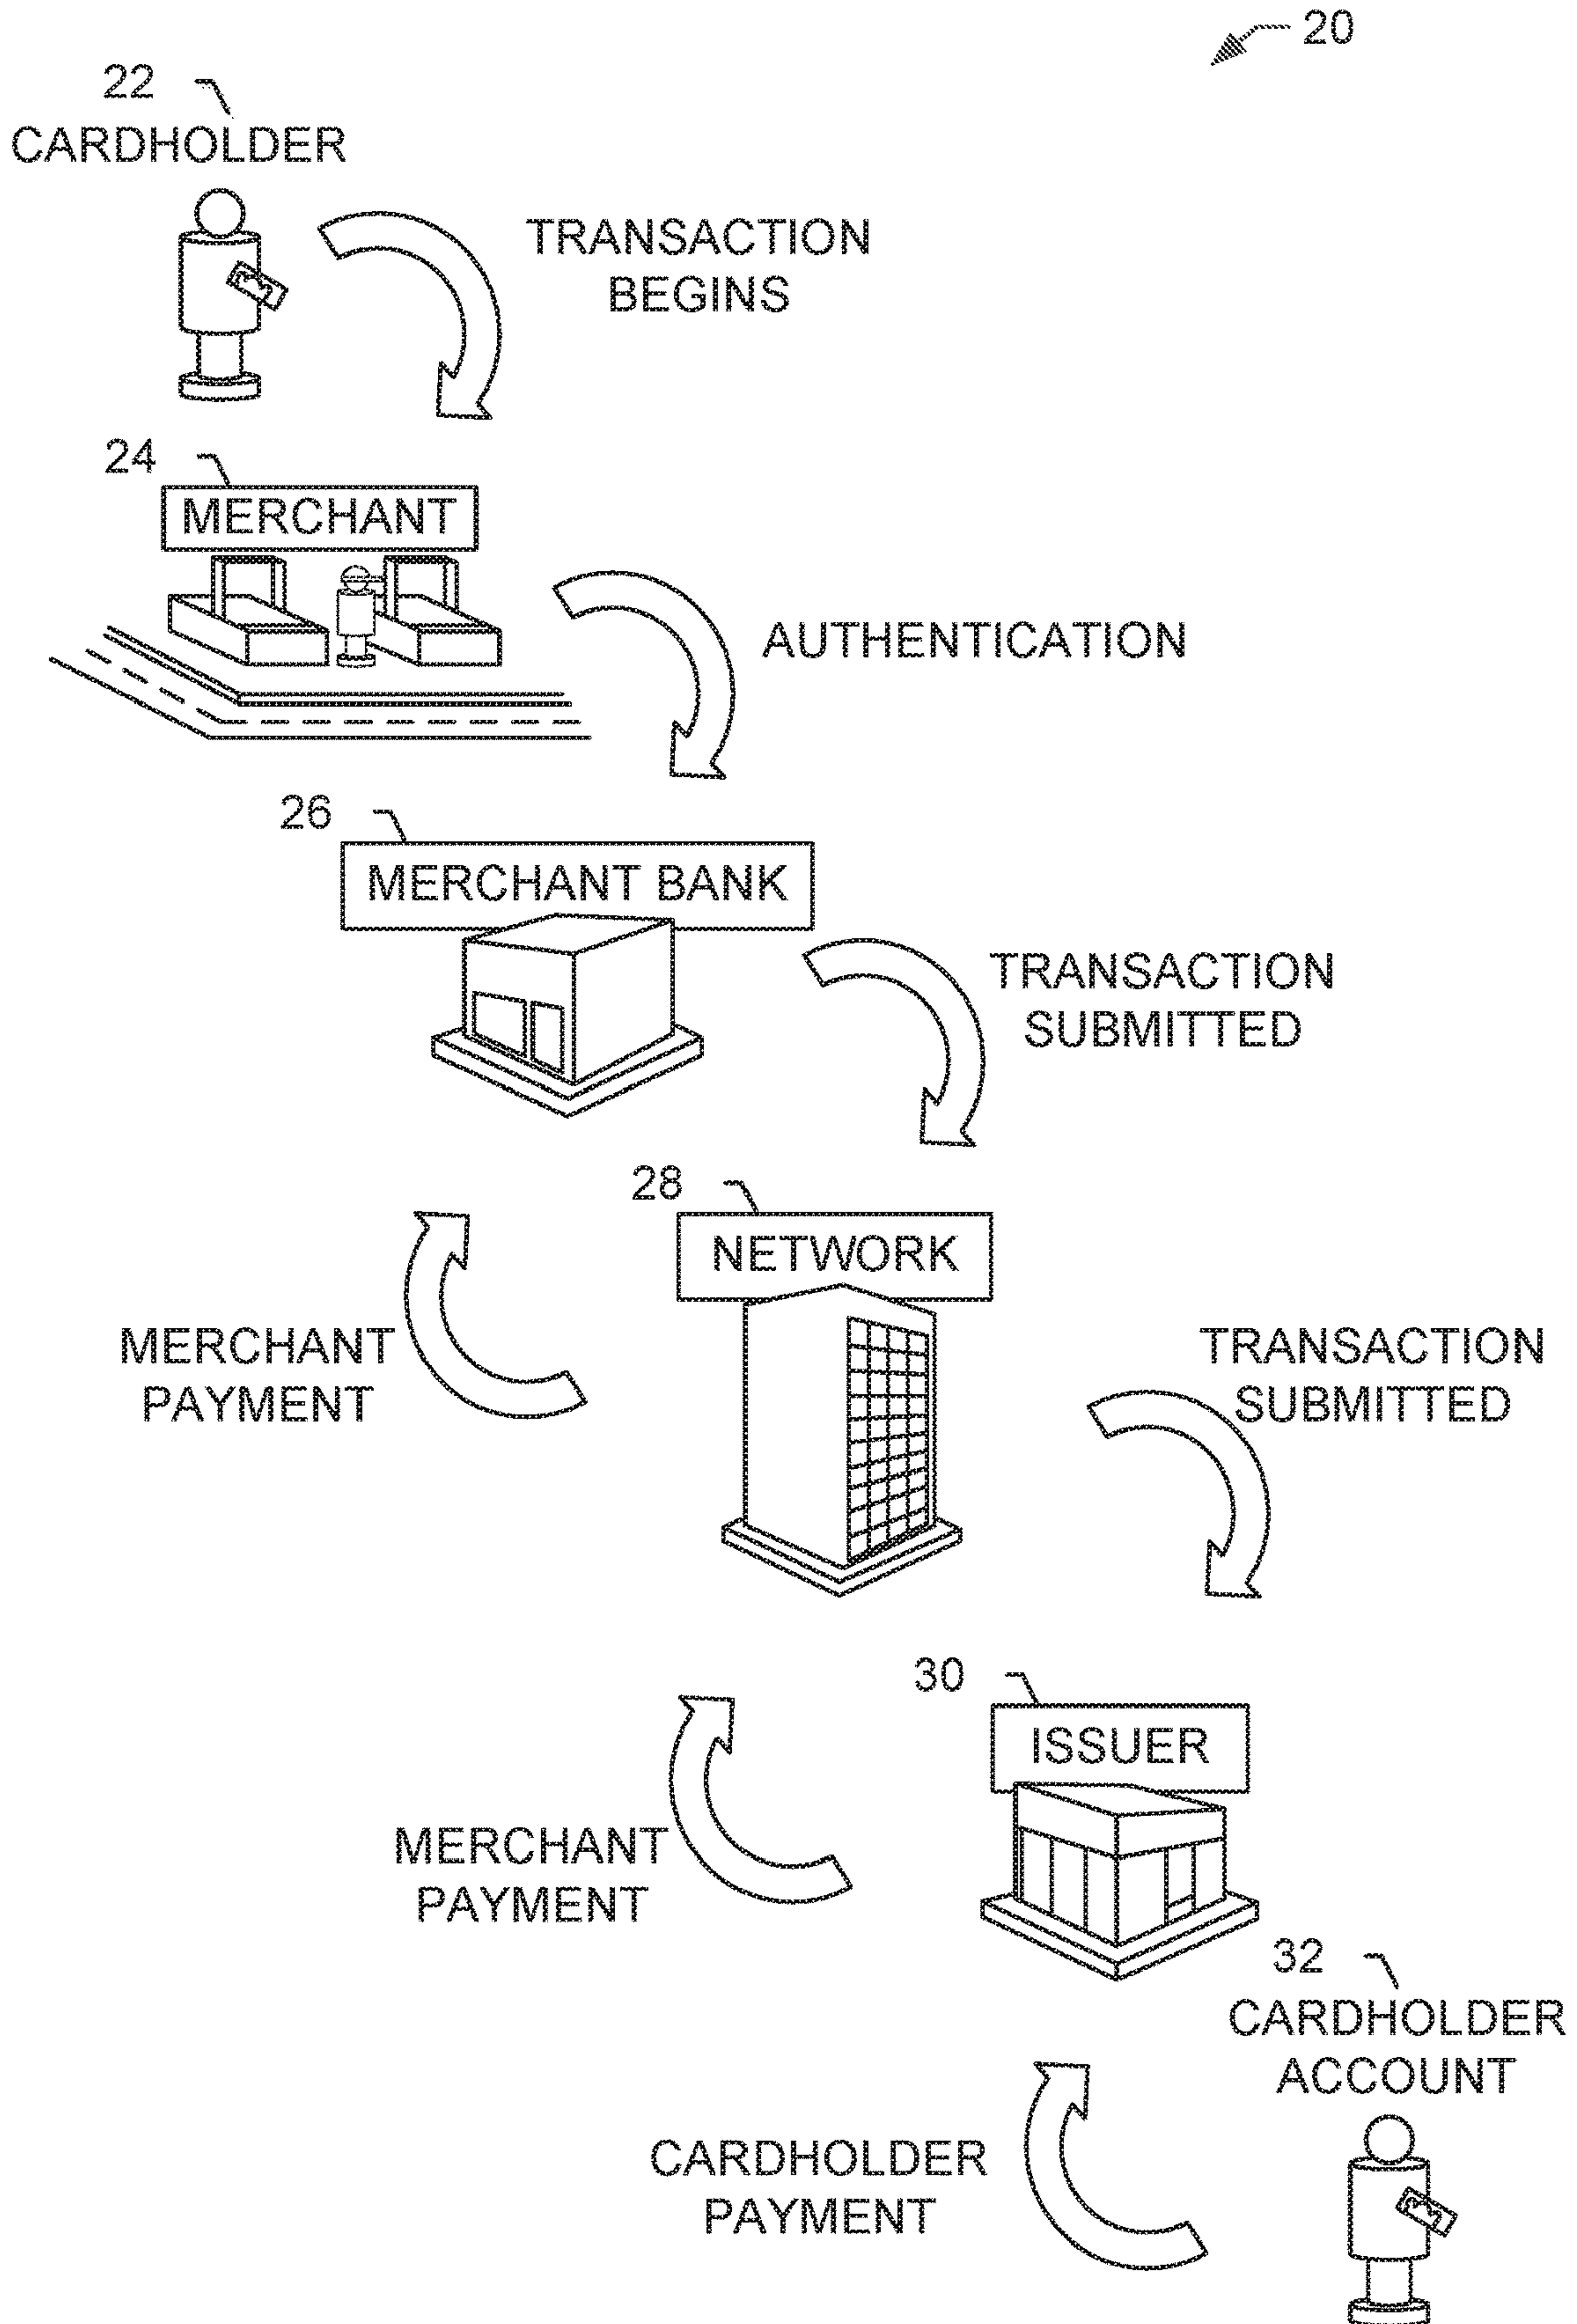 20
22
CARDHOLDER
TRANSACTION
BEGINS
24
MERCHANT
AUTHENTICATION
26
MERCHANT BANK
TRANSACTION
SUBMITTED
28
NETWORK
MERCHANT
PAYMENT
TRANSACTION
SUBMITTED
30
ISSUER
MERCHANT
PAYMENT
32
CARDHOLDER
ACCOUNT
CARDHOLDER
PAYMENT